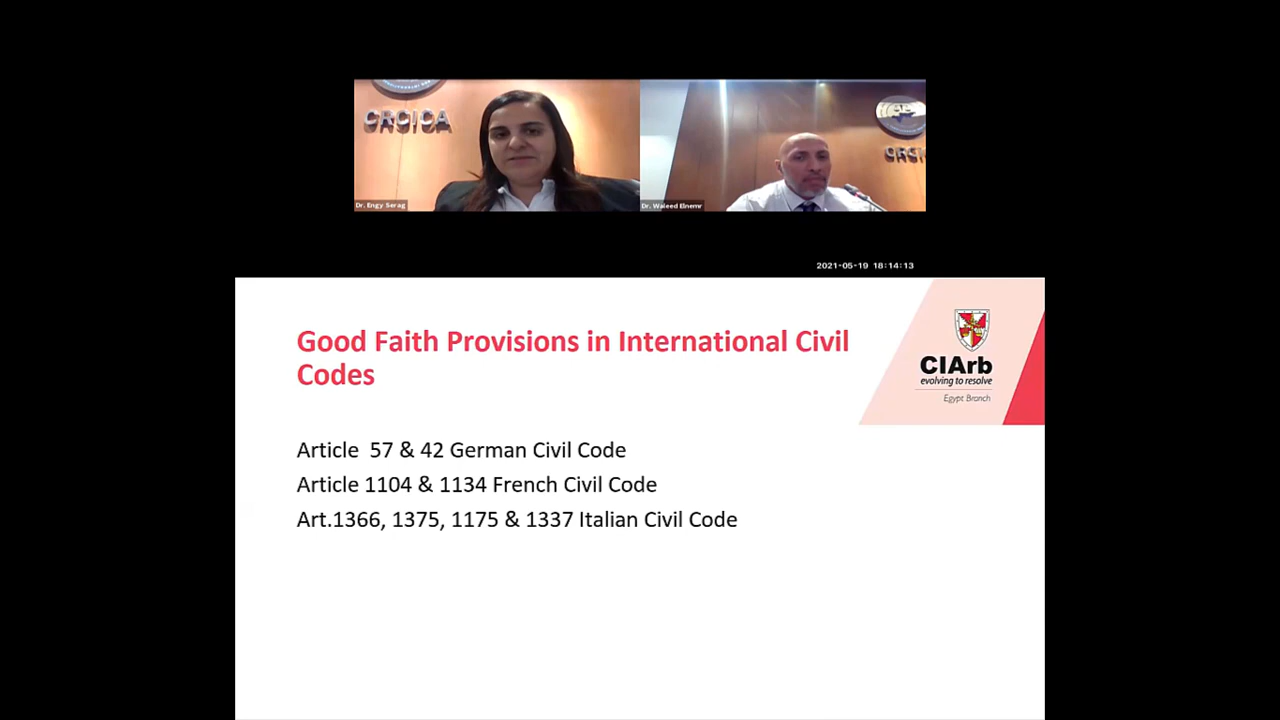 CRCICA
CRCI
Dr. Engy Serag
Dr. Waleed Elnemr
2021-05-19 18:14:13
Good Faith Provisions in International Civil
Codes
CIArb
evolving to resolve
Egypt Branch
Article 57 & 42 German Civil Code
Article 1104 & 1134 French Civil Code
Art.1366, 1375, 1175 & 1337 Italian Civil Code